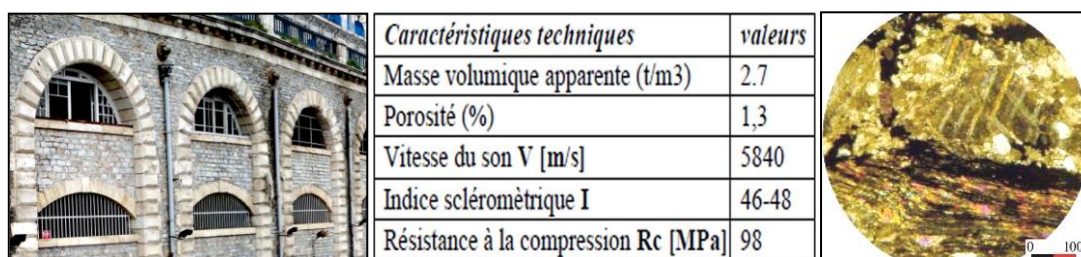 Caractéristiques techniques valeurs
Masse volumique apparente (t/m3) 2.7
Porosité (%) 1,3
Vitesse du son V [m/s] 5840
Indice scléromètrique I 46-48
Résistance à la compression Rc [MPa] 98
0 100